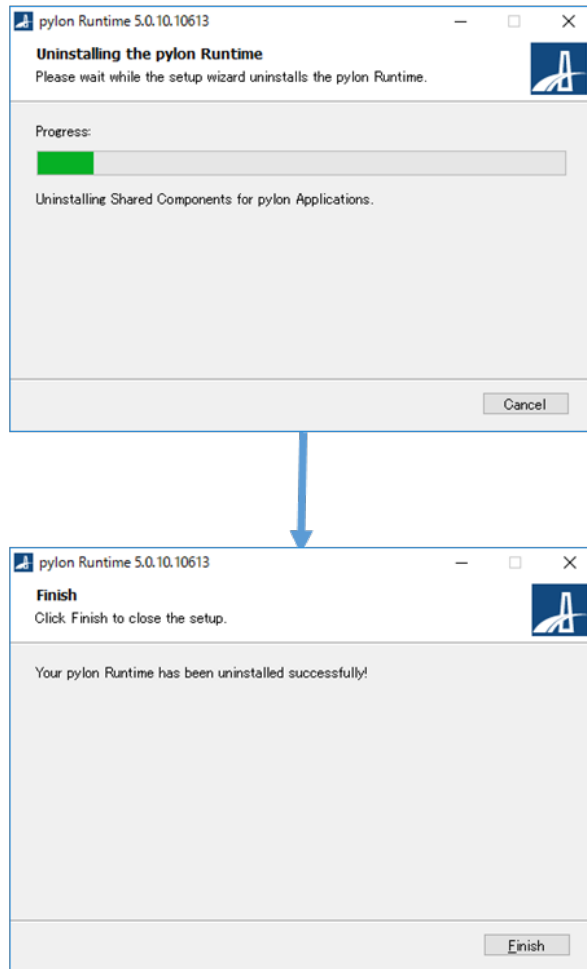 pylon Runtime 5.0.10.10613
Uninstalling the pylon Runtime
Please wait while the setup wizard uninstalls the pylon Runtime.
Progress:
Uninstalling Shared Components for pylon Applications.
Cancel
pylon Runtime 5.0.10.10613
Finish
Click Finish to close the setup.
Your pylon Runtime has been uninstalled successfully!
Finish